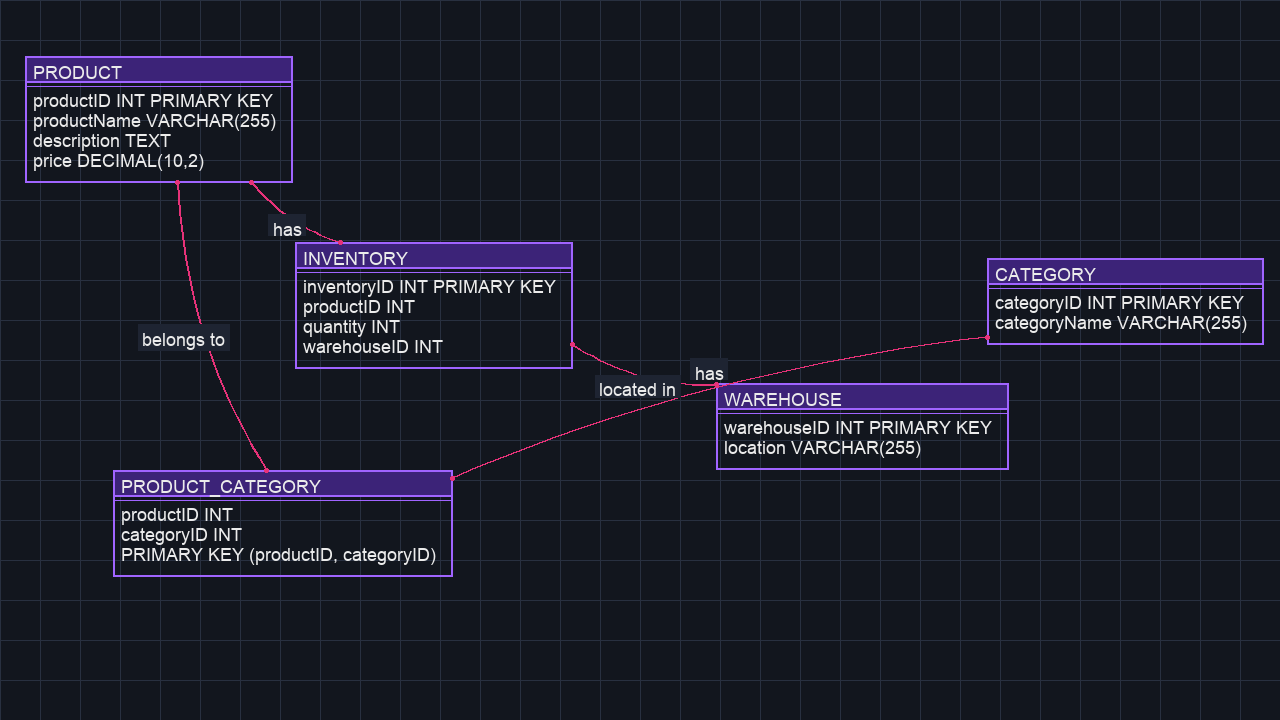 PRODUCT
productID INT PRIMARY KEY
productName VARCHAR(255)
description TEXT
price DECIMAL(10,2)
has
INVENTORY
inventoryID INT PRIMARY KEY
productID INT
quantity INT
warehouseID INT
CATEGORY
categoryID INT PRIMARY KEY
categoryName VARCHAR(255)
belongs to
has
located in
WAREHOUSE
warehouseID INT PRIMARY KEY
location VARCHAR(255)
PRODUCT_CATEGORY
productID INT
categoryID INT
PRIMARY KEY (productID, categoryID)